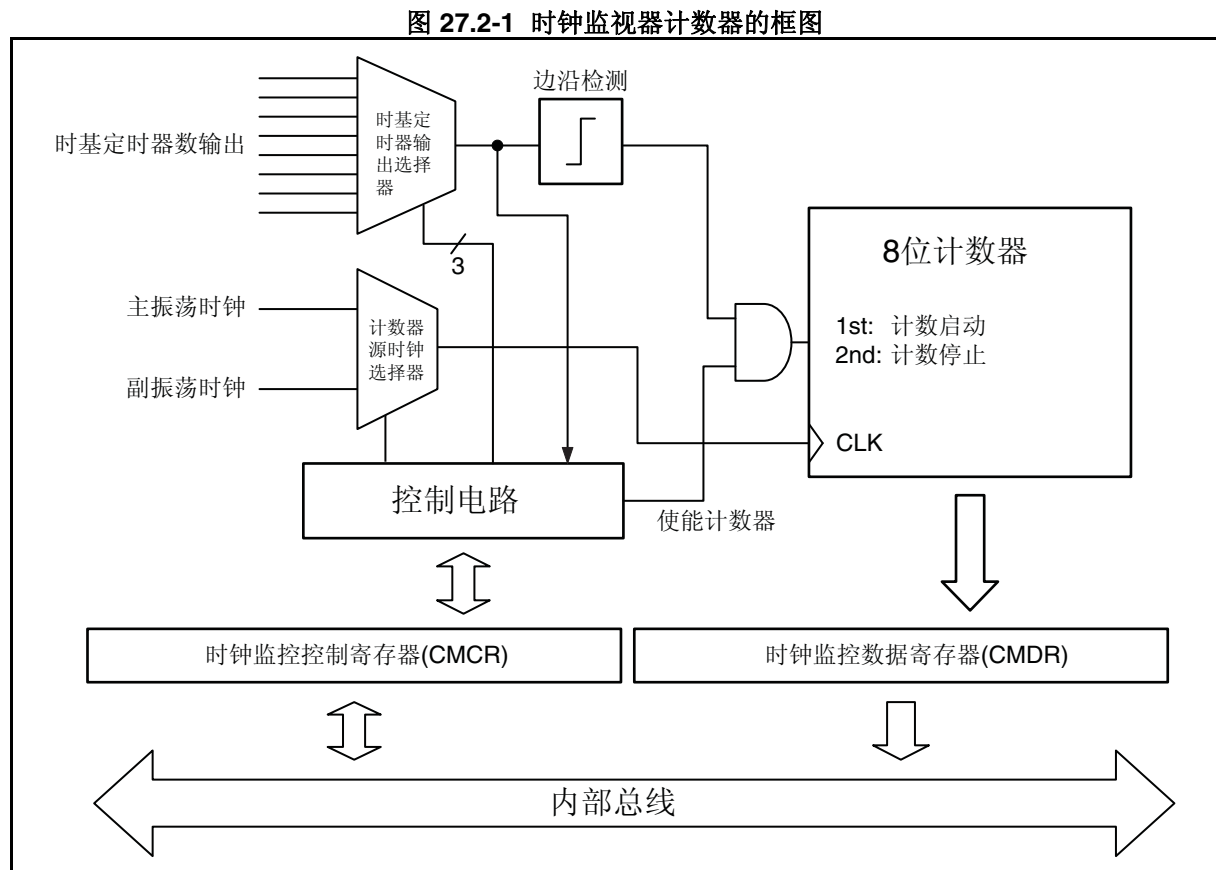 图 27.2-1 时钟监视器计数器的框图
边沿检测
时基定时器数输出
时基定
时器输
出选择
器
3
8位计数器
主振荡时钟
计数器
源时钟
选择器
1st: 计数启动
2nd: 计数停止
副振荡时钟
CLK
控制电路
使能计数器
时钟监控控制寄存器(CMCR)
时钟监控数据寄存器(CMDR)
内部总线